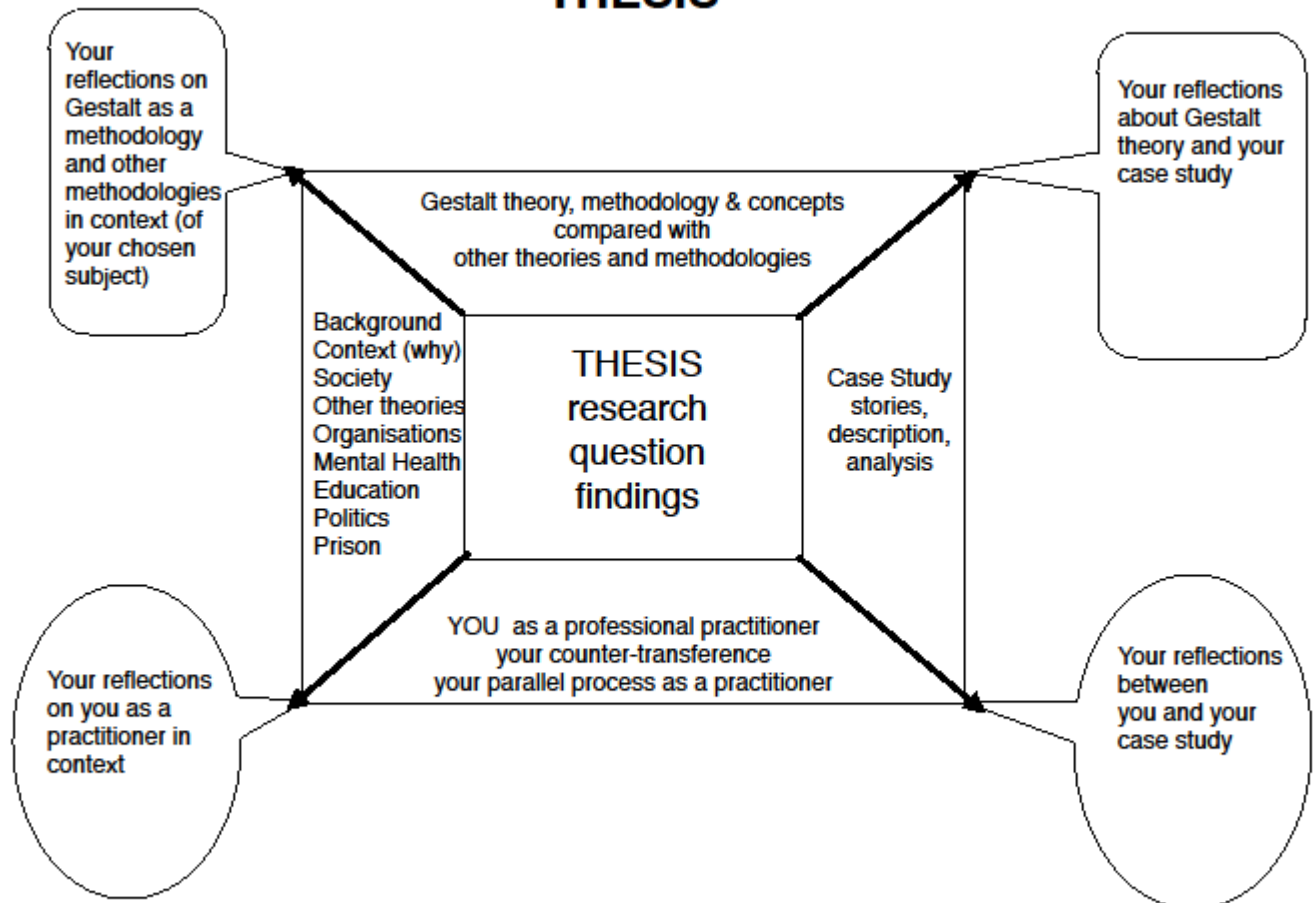 THESIS
Your
reflections on
Gestalt as a
methodology
and other
methodologies
in context (of
your chosen
subject)
Your reflections
about Gestalt
theory and your
case study
Gestalt theory, methodology & concepts
compared with
other theories and methodologies
Background
Context (why)
Society
Other theories
Organisations
Mental Health
Education
Politics
Prison
THESIS
research
question
findings
Case Study
stories,
description,
analysis
YOU as a professional practitioner
your counter-transference
your parallel process as a practitioner
Your reflections
on you as a
practitioner in
context
Your reflections
between
you and your
case study